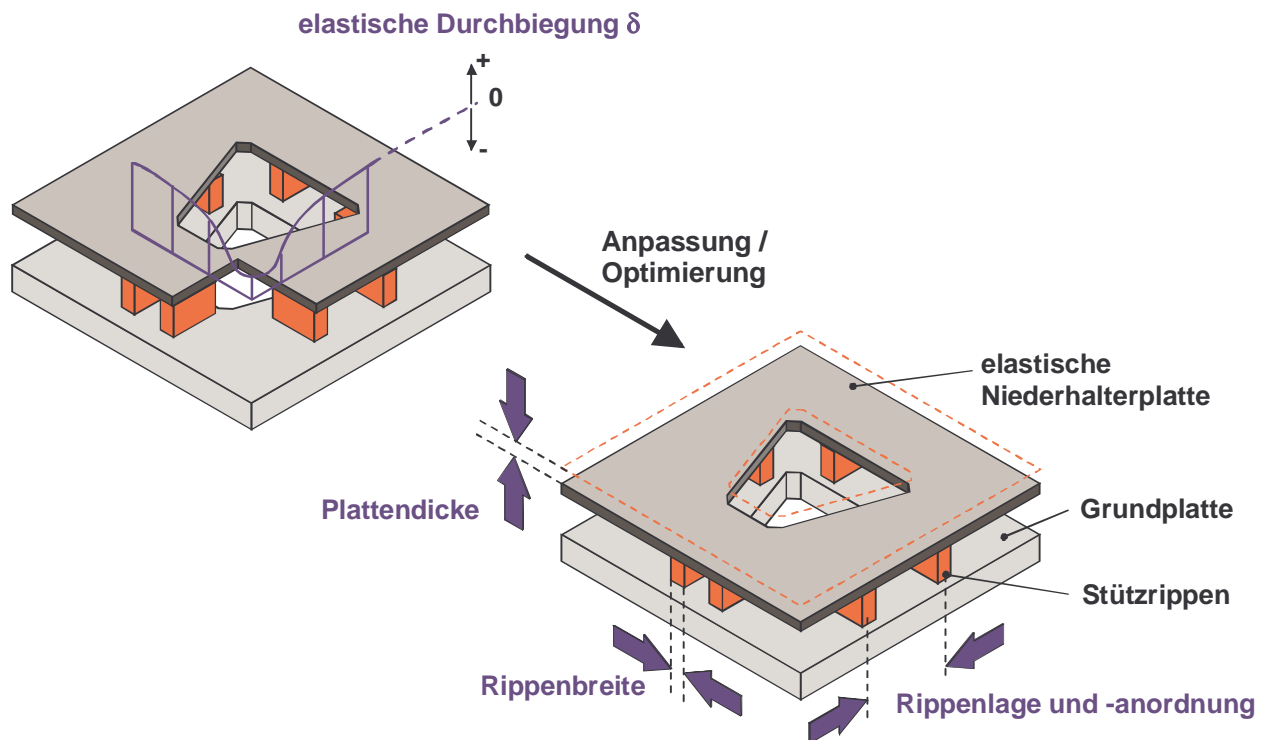 elastische Durchbiegung δ
+
0
-
Anpassung /
Optimierung
elastische
Niederhalterplatte
Plattendicke
Grundplatte
Stützrippen
Rippenbreite
Rippenlage und -anordnung